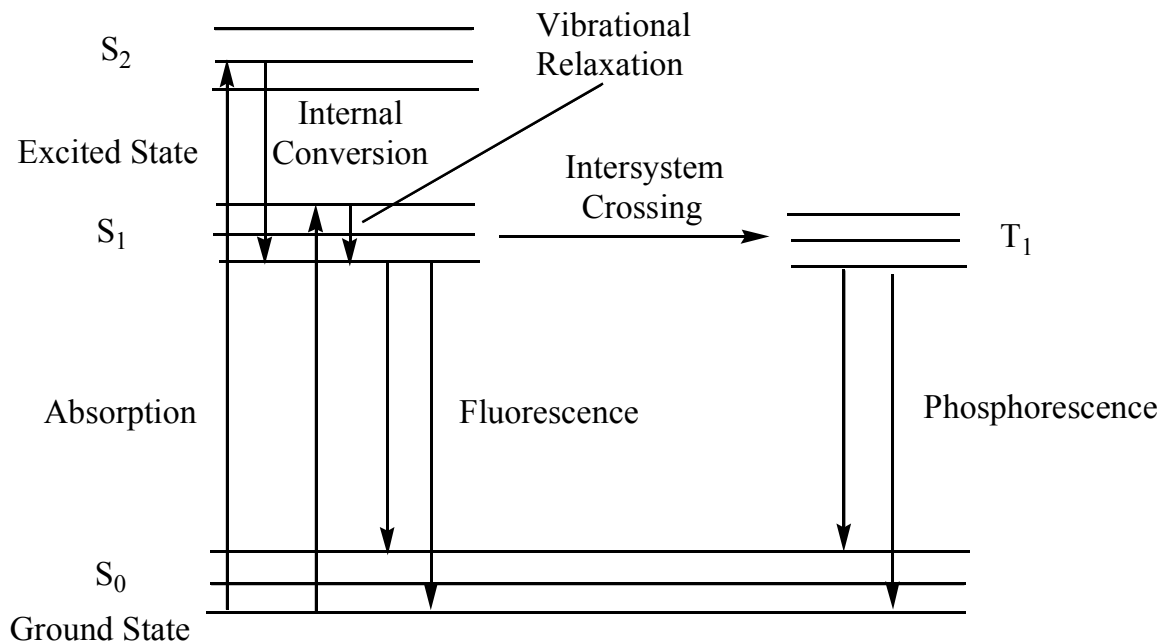 Vibrational
Relaxation
S₂
Internal
Conversion
Excited State
Intersystem
Crossing
S₁
T₁
Absorption
Fluorescence
Phosphorescence
S₀
Ground State